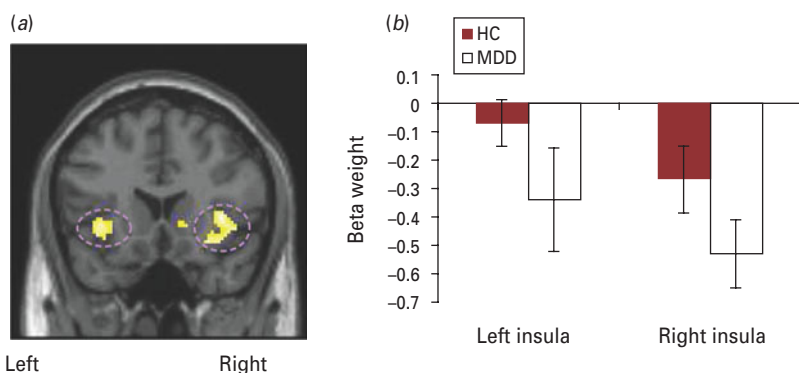 (a)
Left Right
(b)
HC
MDD
0.1
0
–0.1
–0.2
–0.3
–0.4
–0.5
–0.6
–0.7
Beta weight
Left insula Right insula